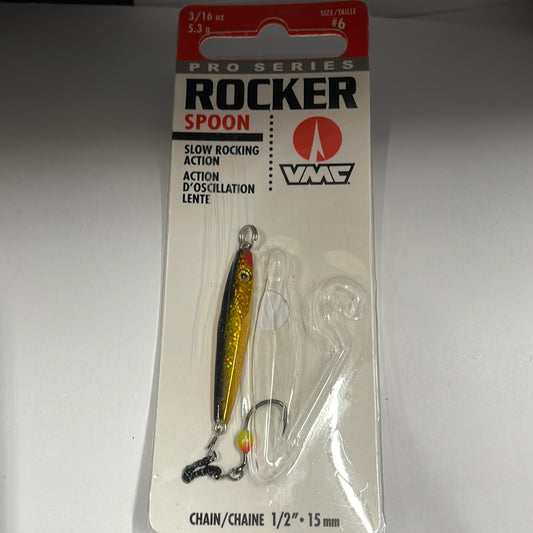 3/16 oz
5.3 g
SIZE/TAILLE
#6
PRO SERIES
ROCKER
SPOON
SLOW ROCKING
ACTION
ACTION
D'OSCILLATION
LENTE
VMC
CHAIN/CHAINE 1/2" • 15 mm